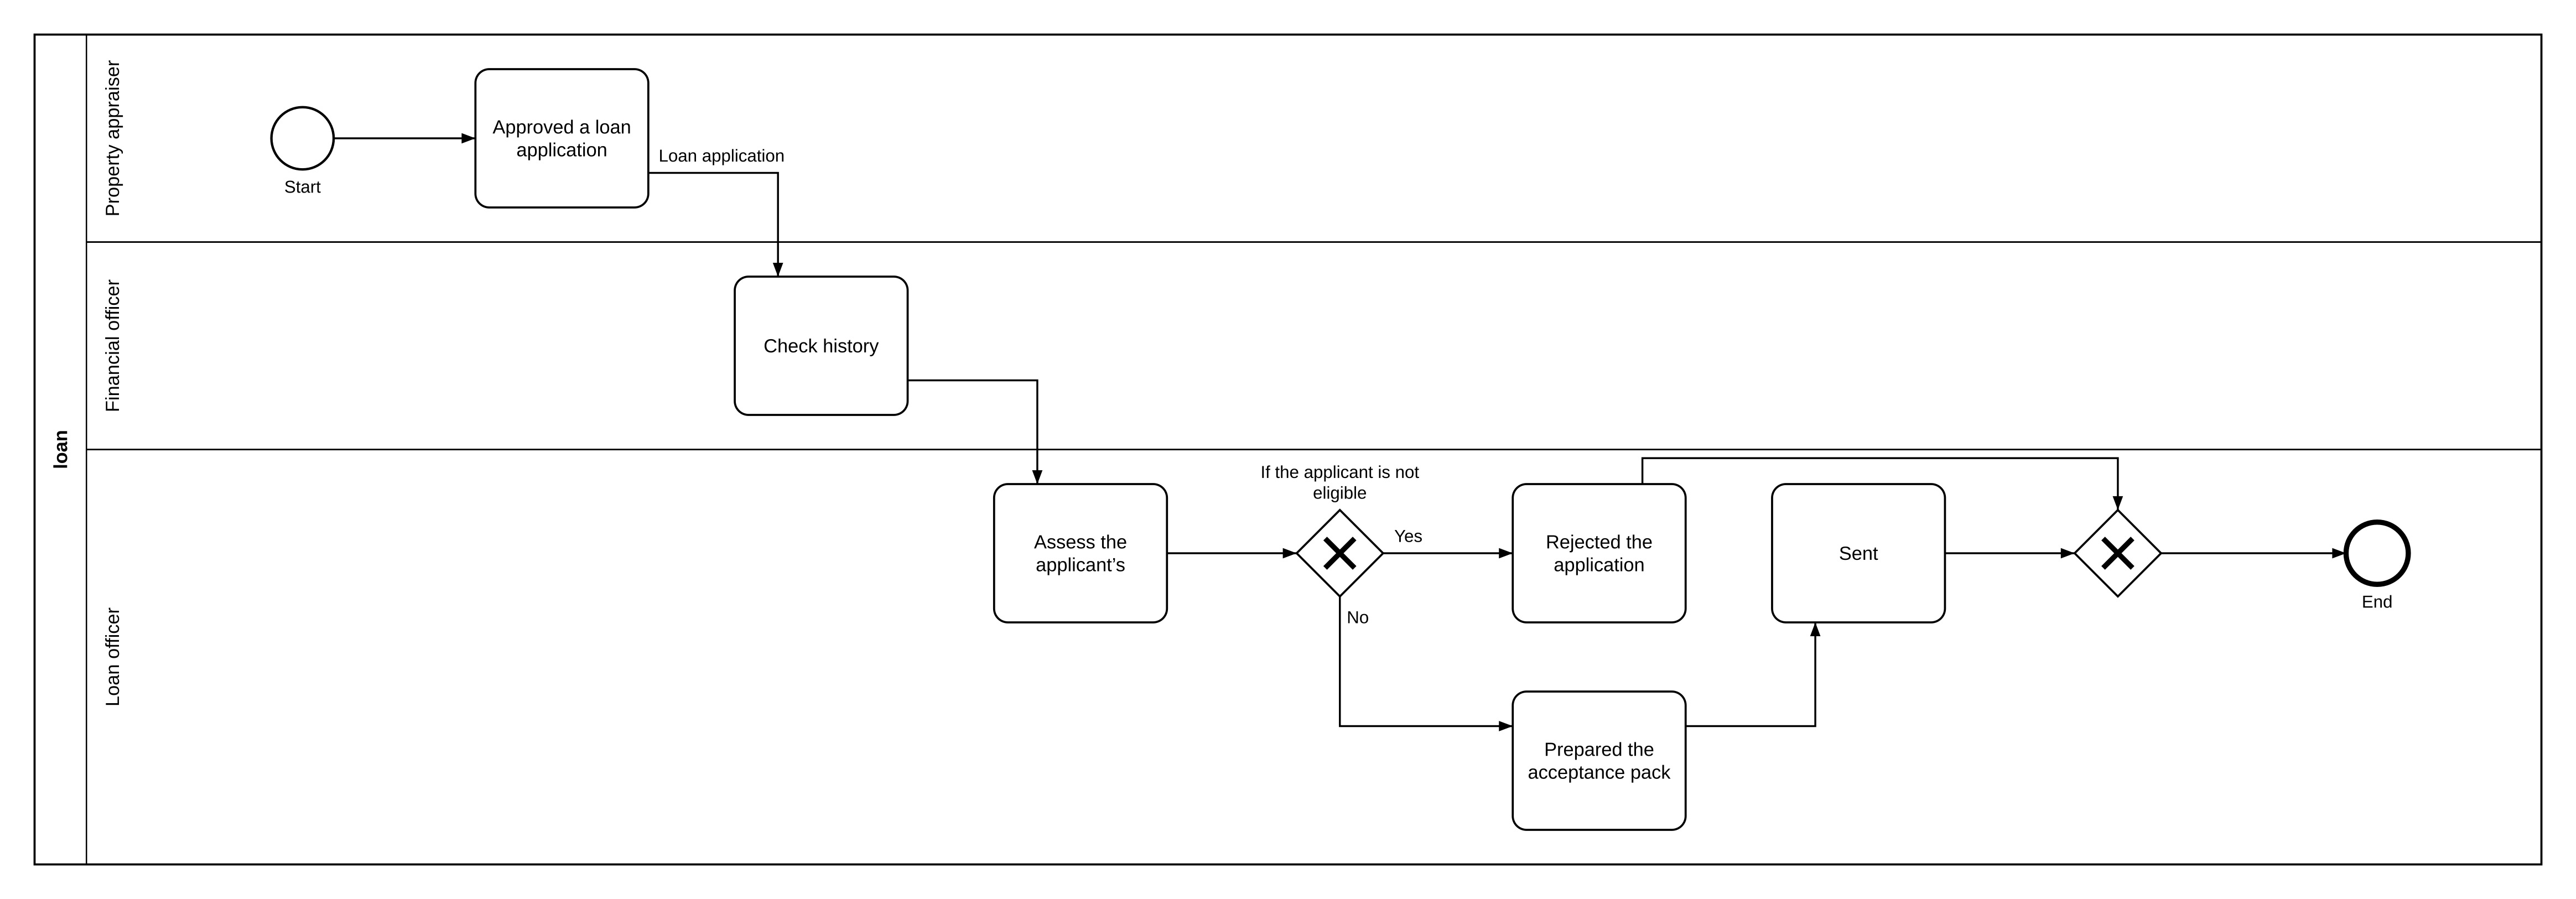 loan
Property appraiser
Start
Approved a loan
application
Loan application
Financial officer
Check history
Loan officer
Assess the
applicant’s
If the applicant is not
eligible
Yes
No
Rejected the
application
Prepared the
acceptance pack
Sent
End